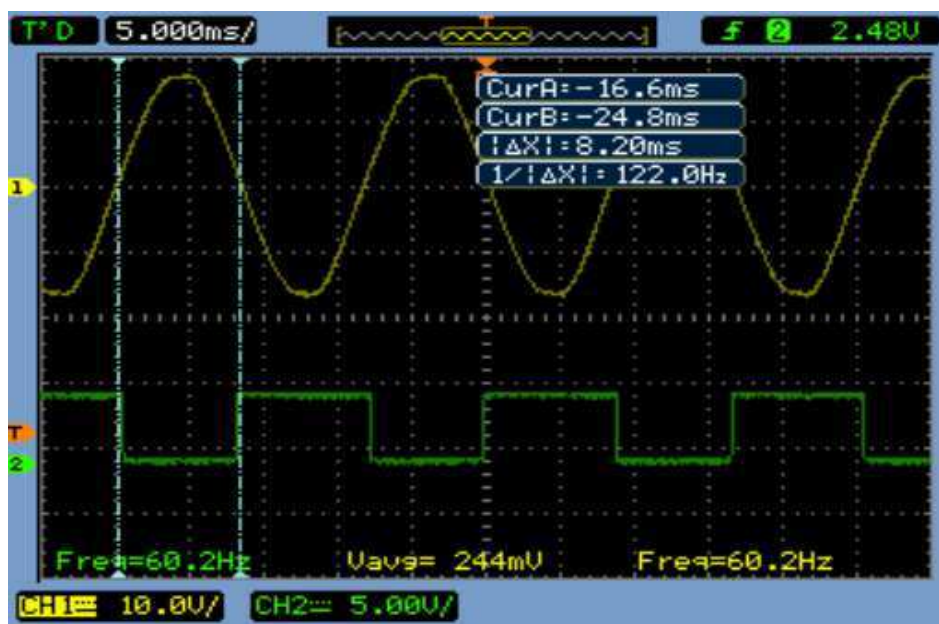 T'D 5.000ms/ T f 2 2.48V
CurA=-16.6ms
CurB=-24.8ms
|ΔX|=8.20ms
1/|ΔX|=122.0Hz
1
T
2
Freq=60.2Hz Vavg= 244mV Freq=60.2Hz
CH1 10.0V/ CH2 5.00V/